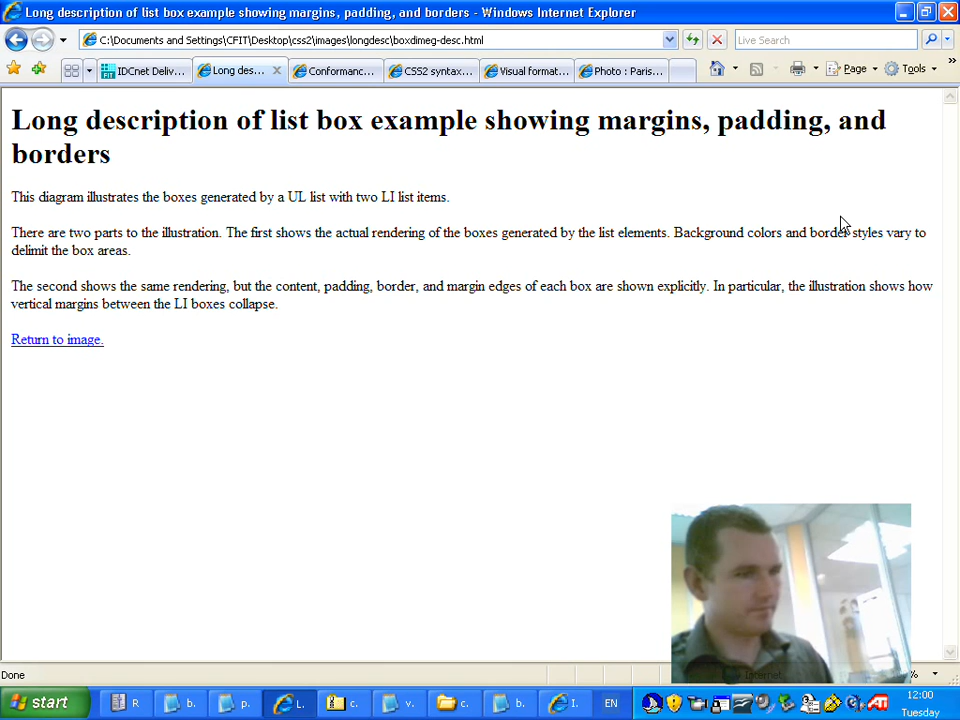 Long description of list box example showing margins, padding, and borders - Windows Internet Explorer
C:\Documents and Settings\CFIT\Desktop\css2\images\longdesc\boxdimeg-desc.html
Live Search
IDCnet Deliv...
Long des...
Conformanc...
CSS2 syntax...
Visual format...
Photo : Paris...
Page
Tools
Long description of list box example showing margins, padding, and
borders
This diagram illustrates the boxes generated by a UL list with two LI list items.
There are two parts to the illustration. The first shows the actual rendering of the boxes generated by the list elements. Background colors and border styles vary to
delimit the box areas.
The second shows the same rendering, but the content, padding, border, and margin edges of each box are shown explicitly. In particular, the illustration shows how
vertical margins between the LI boxes collapse.
Return to image.
Done
Internet
%
start
R
b.
p.
L.
c.
v.
c.
b.
I.
EN
12:00
Tuesday